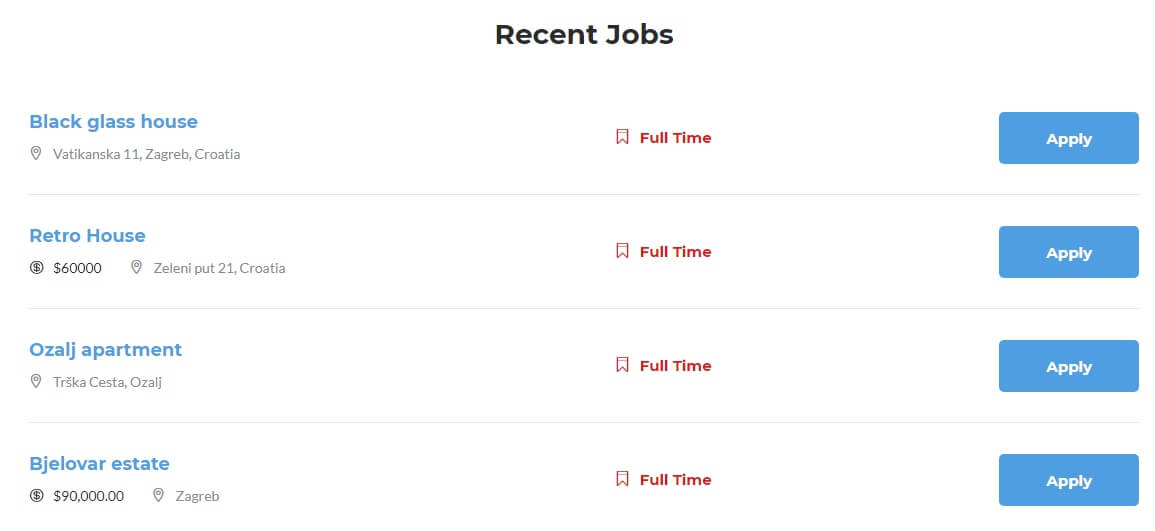 Recent Jobs
Black glass house
Vatikanska 11, Zagreb, Croatia
Full Time
Apply
Retro House
$60000 Zeleni put 21, Croatia
Full Time
Apply
Ozalj apartment
Trška Cesta, Ozalj
Full Time
Apply
Bjelovar estate
$90,000.00 Zagreb
Full Time
Apply